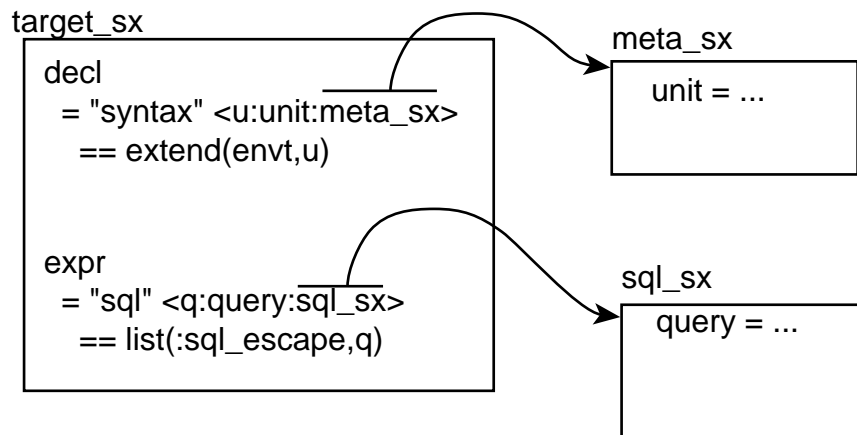 target_sx
decl
= "syntax" <u:unit:meta_sx>
== extend(envt,u)
expr
= "sql" <q:query:sql_sx>
== list(:sql_escape,q)
meta_sx
unit = ...
sql_sx
query = ...